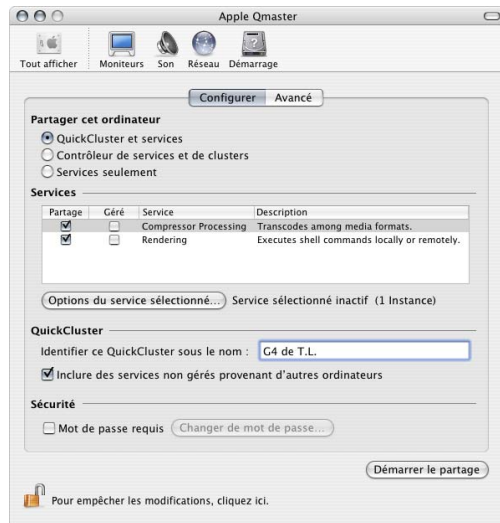 Apple Qmaster
Tout afficher Moniteurs Son Réseau Démarrage
Configurer Avancé
Partager cet ordinateur
QuickCluster et services
Contrôleur de services et de clusters
Services seulement
Services
Partage Géré Service Description
Compressor Processing Transcodes among media formats.
Rendering Executes shell commands locally or remotely.
Options du service sélectionné... Service sélectionné inactif (1 Instance)
QuickCluster
Identifier ce QuickCluster sous le nom : G4 de T.L.
Inclure des services non gérés provenant d'autres ordinateurs
Sécurité
Mot de passe requis Changer de mot de passe...
Démarrer le partage
Pour empêcher les modifications, cliquez ici.